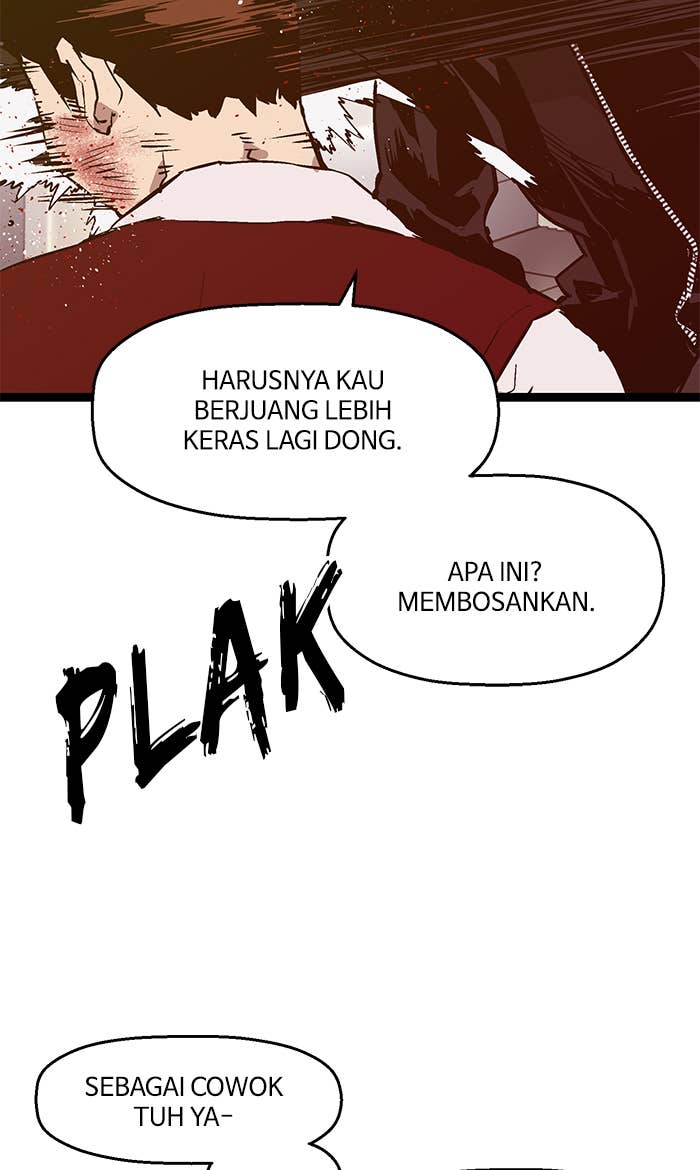 HARUSNYA KAU
BERJUANG LEBIH
KERAS LAGI DONG.
APA INI?
MEMBOSANKAN.
PLAK
SEBAGAI COWOK
TUH YA-